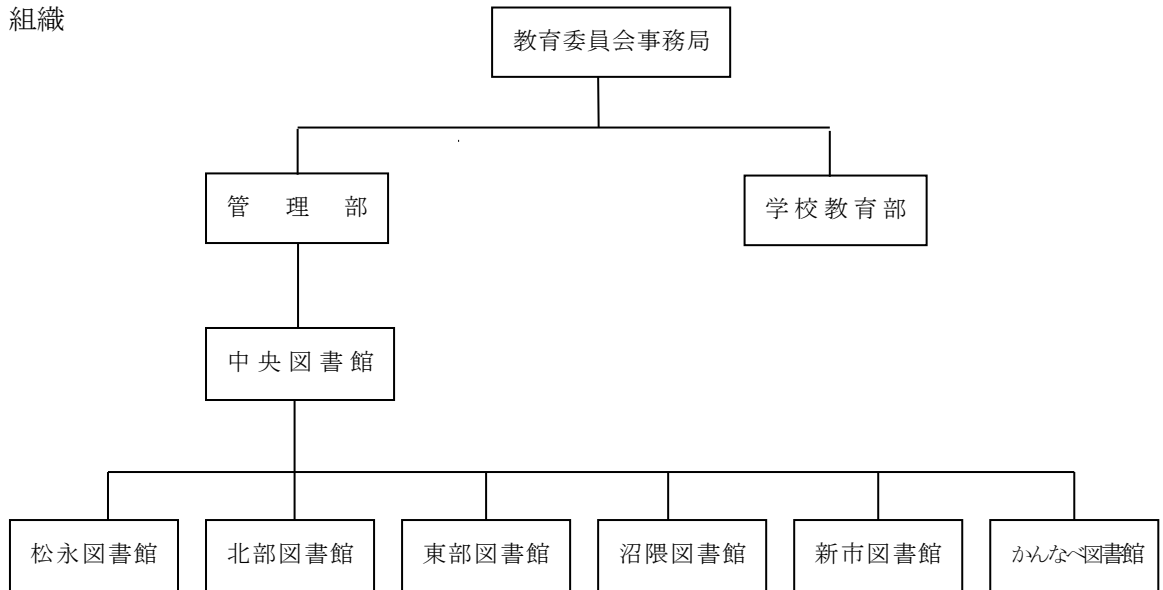 組織
教育委員会事務局
管理部
学校教育部
中央図書館
松永図書館
北部図書館
東部図書館
沼隈図書館
新市図書館
かんなべ図書館